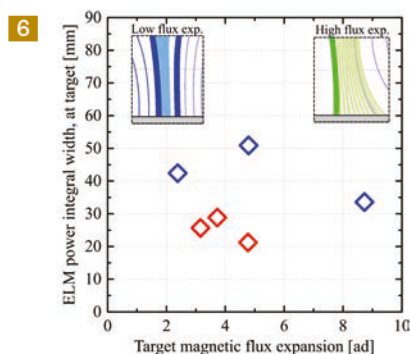 6
ELM power integral width, at target [mm]
90
80
70
60
50
40
30
20
10
0
Low flux exp.
High flux exp.
0 2 4 6 8 10
Target magnetic flux expansion [ad]